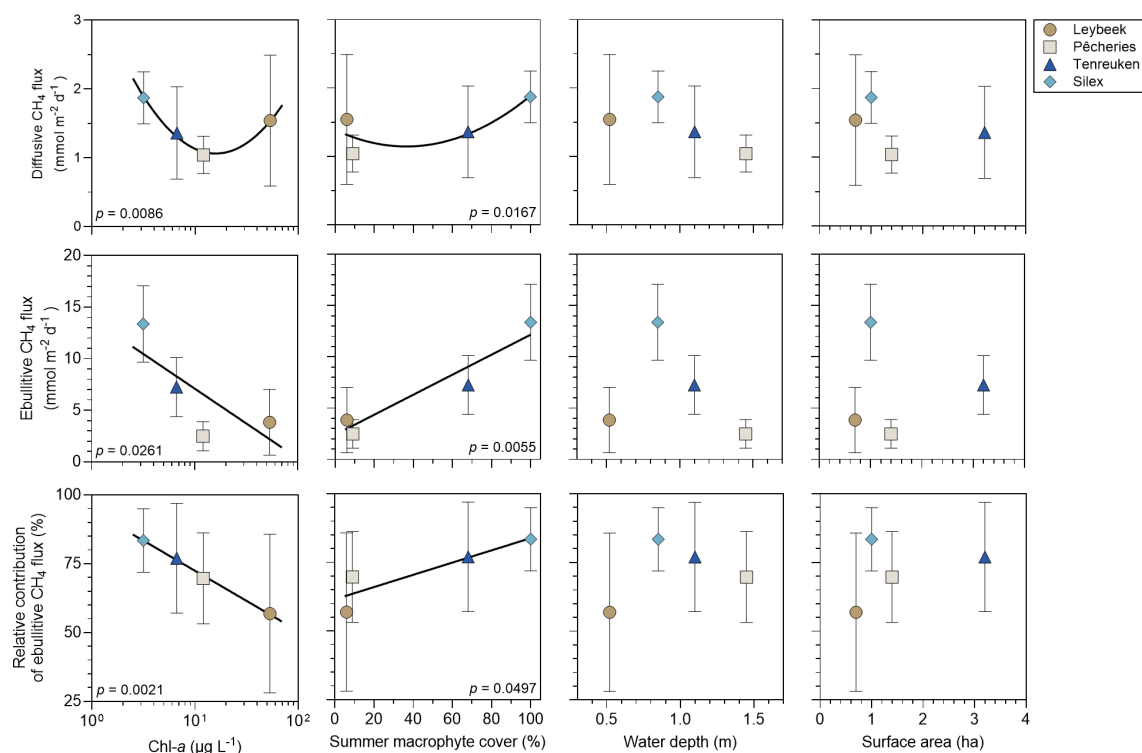 Leybeek
Pêcheries
Tenreuken
Silex
Diffusive CH4 flux
(mmol m-2 d-1)
3
2
1
0
p = 0.0086
p = 0.0167
Ebullitive CH4 flux
(mmol m-2 d-1)
20
15
10
5
0
p = 0.0261
p = 0.0055
Relative contribution
of ebullitive CH4 flux (%)
100
75
50
25
p = 0.0021
p = 0.0497
10^0 10^1 10^2
0 20 40 60 80 100
0.5 1.0 1.5
0 1 2 3 4
Chl-a (µg L-1)
Summer macrophyte cover (%)
Water depth (m)
Surface area (ha)